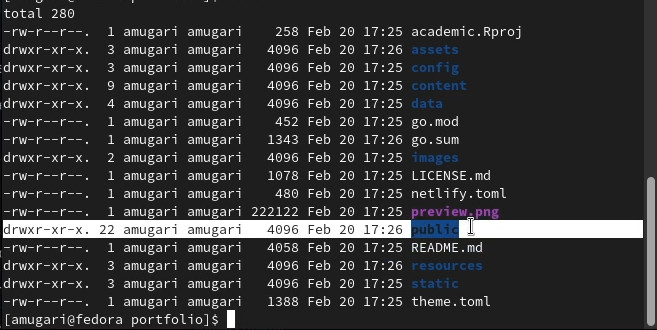 total 280
-rw-r--r--. 1 amugari amugari 258 Feb 20 17:25 academic.Rproj
drwxr-xr-x. 3 amugari amugari 4096 Feb 20 17:26 assets
drwxr-xr-x. 3 amugari amugari 4096 Feb 20 17:25 config
drwxr-xr-x. 9 amugari amugari 4096 Feb 20 17:25 content
drwxr-xr-x. 4 amugari amugari 4096 Feb 20 17:25 data
-rw-r--r--. 1 amugari amugari 452 Feb 20 17:25 go.mod
-rw-r--r--. 1 amugari amugari 1343 Feb 20 17:26 go.sum
drwxr-xr-x. 2 amugari amugari 4096 Feb 20 17:25 images
-rw-r--r--. 1 amugari amugari 1078 Feb 20 17:25 LICENSE.md
-rw-r--r--. 1 amugari amugari 480 Feb 20 17:25 netlify.toml
-rw-r--r--. 1 amugari amugari 222122 Feb 20 17:25 preview.png
drwxr-xr-x. 22 amugari amugari 4096 Feb 20 17:26 public
-rw-r--r--. 1 amugari amugari 4058 Feb 20 17:25 README.md
drwxr-xr-x. 3 amugari amugari 4096 Feb 20 17:26 resources
drwxr-xr-x. 3 amugari amugari 4096 Feb 20 17:25 static
-rw-r--r--. 1 amugari amugari 1388 Feb 20 17:25 theme.toml
[amugari@fedora portfolio]$